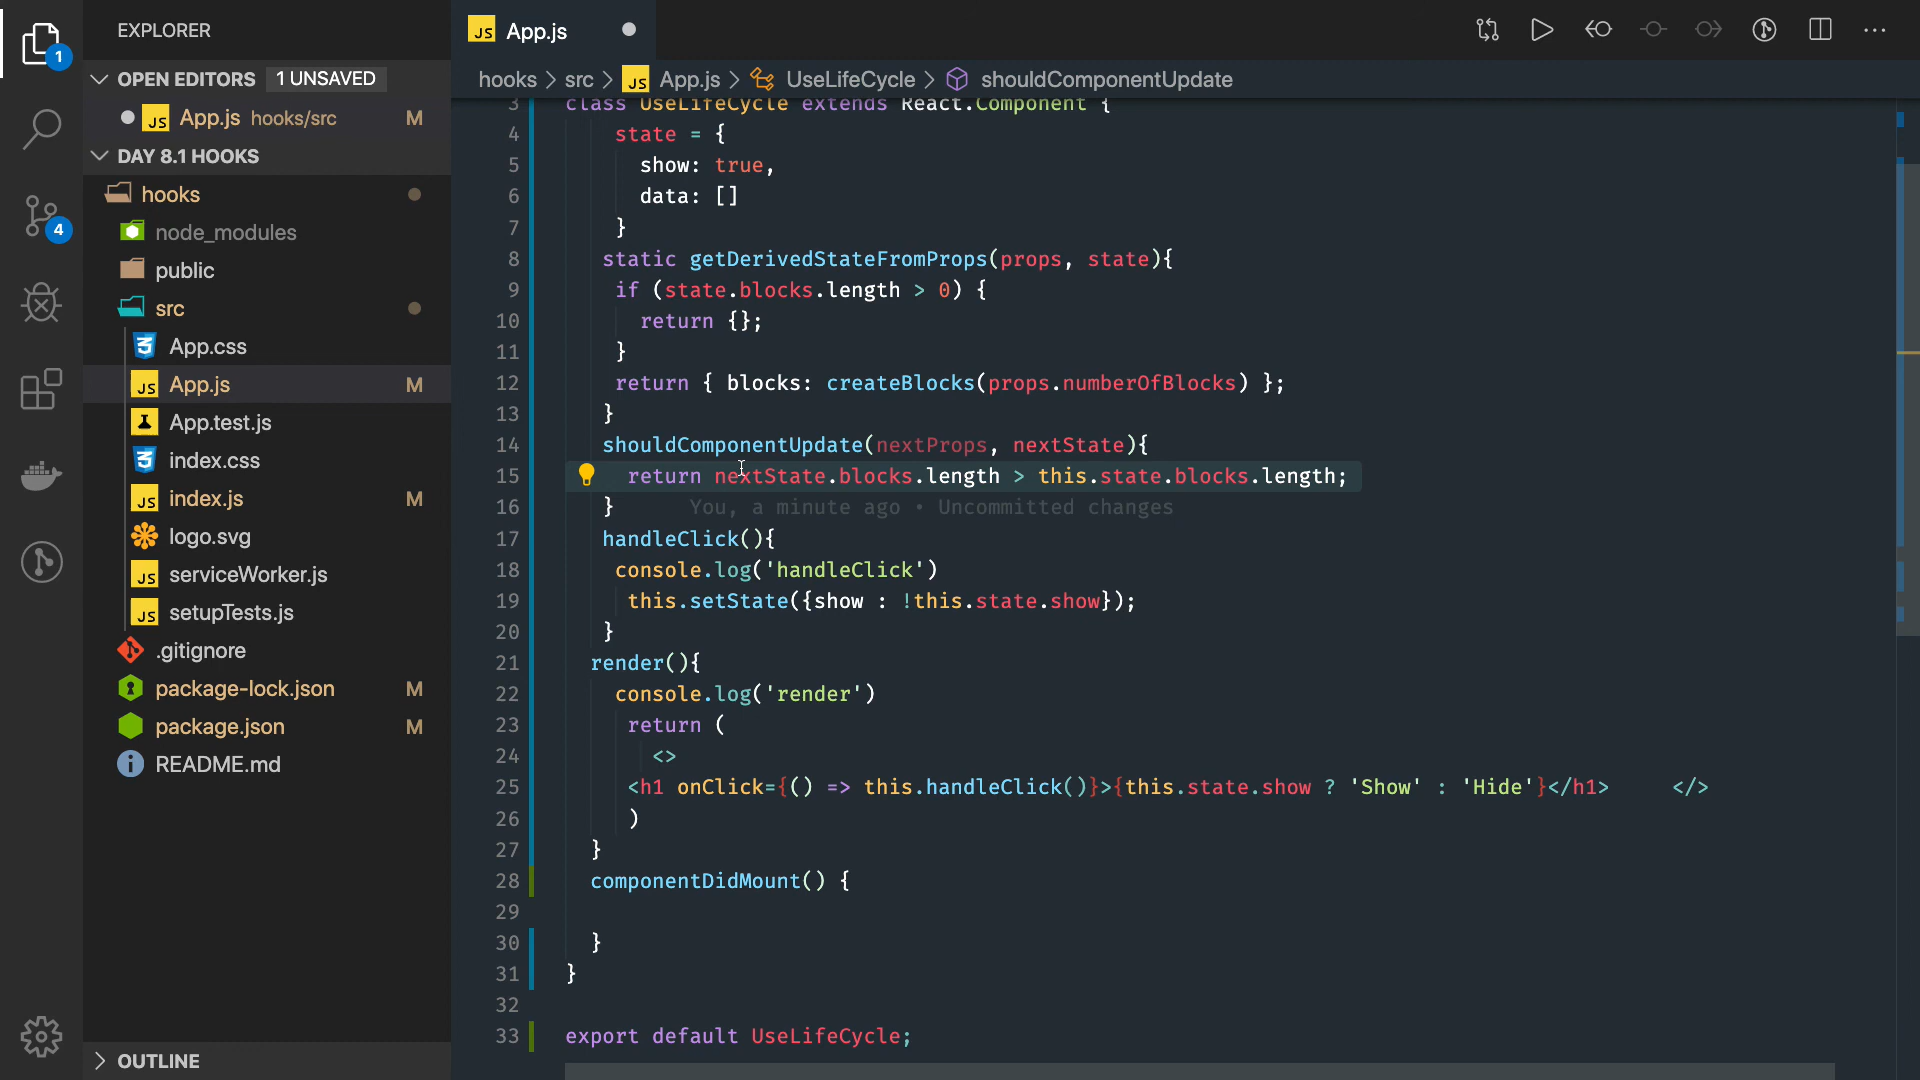 EXPLORER
1
OPEN EDITORS 1 UNSAVED
App.js hooks/src M
DAY 8.1 HOOKS
hooks
node_modules
public
src
App.css
App.js M
App.test.js
index.css
index.js M
logo.svg
serviceWorker.js
setupTests.js
.gitignore
package-lock.json M
package.json M
README.md
OUTLINE
4
JS App.js
hooks > src > JS App.js > UseLifeCycle > shouldComponentUpdate
3 class UseLifeCycle extends React.Component {
4 state = {
5 show: true,
6 data: []
7 }
8 static getDerivedStateFromProps(props, state){
9 if (state.blocks.length > 0) {
10 return {};
11 }
12 return { blocks: createBlocks(props.numberOfBlocks) };
13 }
14 shouldComponentUpdate(nextProps, nextState){
15 return nextState.blocks.length > this.state.blocks.length;
16 } You, a minute ago • Uncommitted changes
17 handleClick(){
18 console.log('handleClick')
19 this.setState({show : !this.state.show});
20 }
21 render(){
22 console.log('render')
23 return (
24 <>
25 <h1 onClick={() => this.handleClick()}>{this.state.show ? 'Show' : 'Hide'}</h1> </>
26 )
27 }
28 componentDidMount() {
29
30 }
31 }
32
33 export default UseLifeCycle;